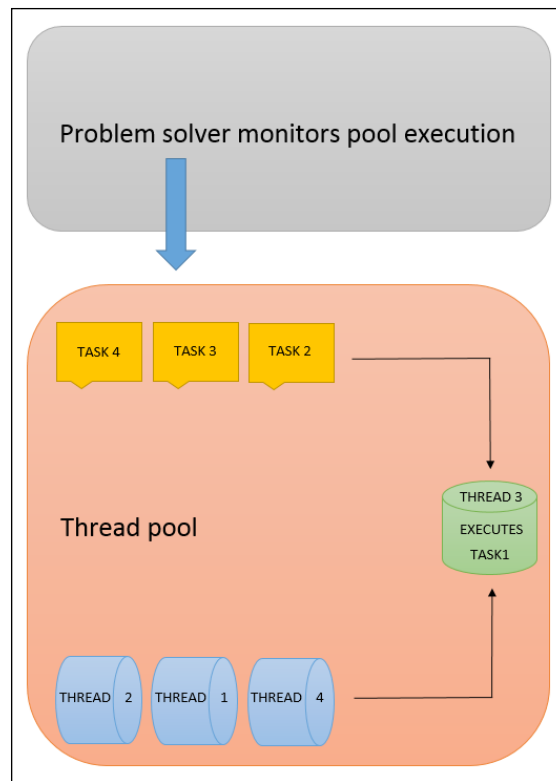 Problem solver monitors pool execution
TASK 4
TASK 3
TASK 2
THREAD 3
EXECUTES
TASK1
Thread pool
THREAD 2
THREAD 1
THREAD 4